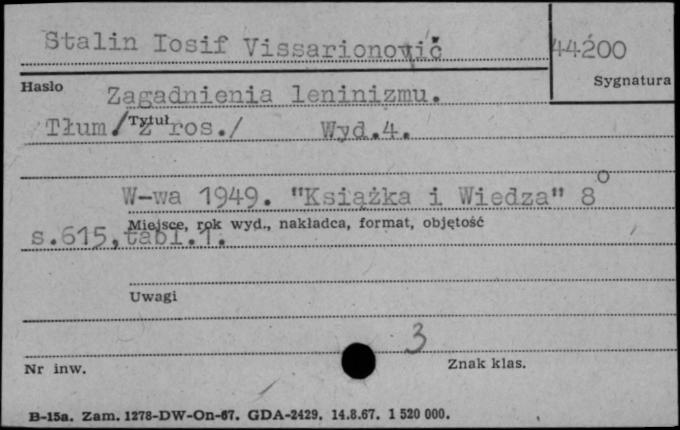 Stalin Iosif Vissarionovič 44200
Hasło Sygnatura
Zagadnienia leninizmu.
Tytuł
Tłum/z ros./ Wyd.4.
W-wa 1949. "Książka i Wiedza" 8°
Miejsce, rok wyd., nakładca, format, objętość
s.615, tabl.1.
Uwagi
3
Nr inw. Znak klas.
B-15a. Zam. 1278-DW-On-67. GDA-2429. 14.8.67. 1 520 000.